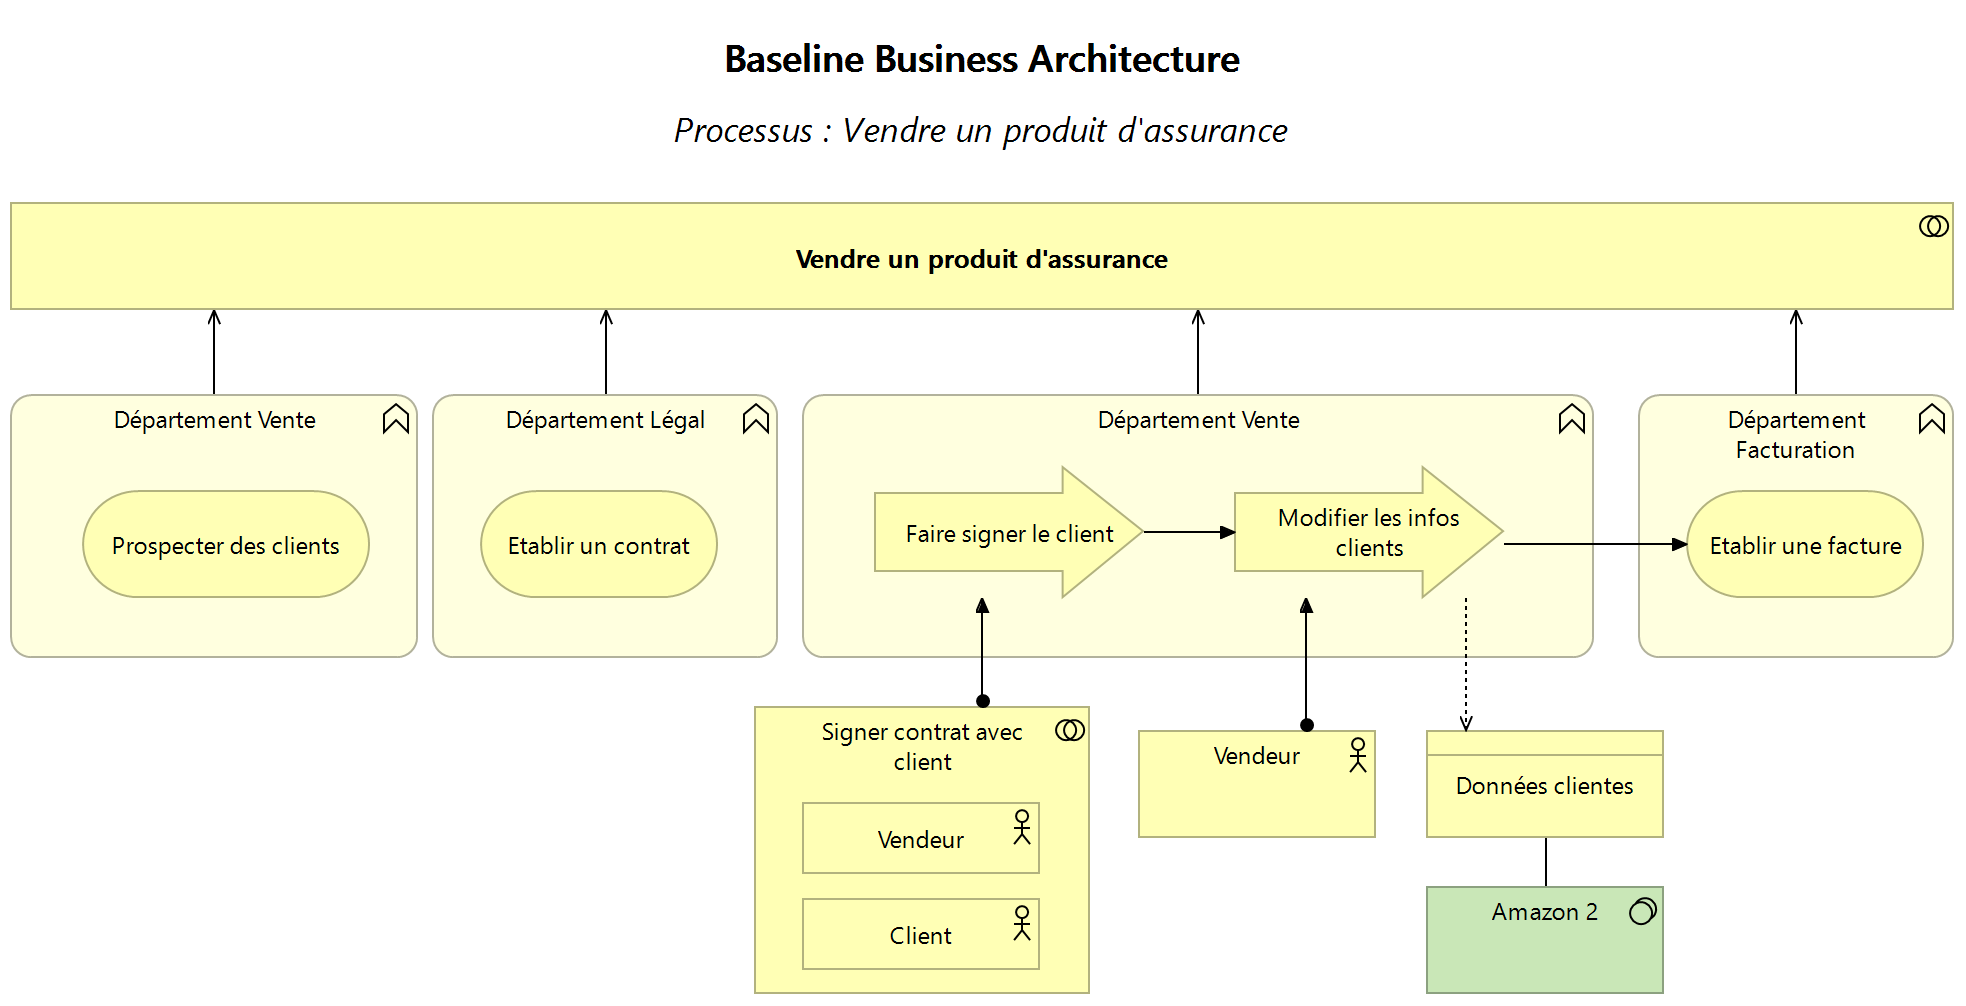 Baseline Business Architecture
Processus : Vendre un produit d'assurance
Vendre un produit d'assurance
Département Vente
Prospecter des clients
Département Légal
Etablir un contrat
Département Vente
Faire signer le client
Modifier les infos
clients
Département
Facturation
Etablir une facture
Signer contrat avec
client
Vendeur
Client
Vendeur
Données clientes
Amazon 2